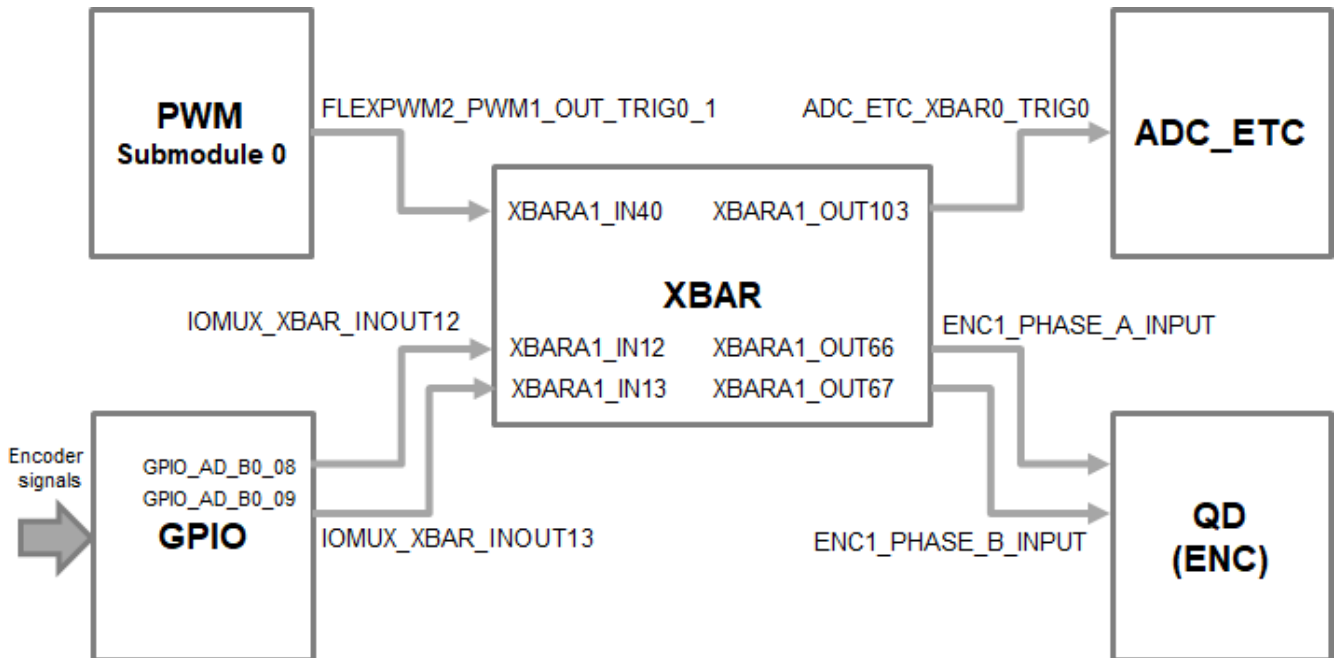 PWM
Submodule 0
FLEXPWM2_PWM1_OUT_TRIG0_1
ADC_ETC_XBAR0_TRIG0
ADC_ETC
XBARA1_IN40
XBARA1_OUT103
XBAR
IOMUX_XBAR_INOUT12
ENC1_PHASE_A_INPUT
XBARA1_IN12
XBARA1_OUT66
XBARA1_IN13
XBARA1_OUT67
Encoder
signals
GPIO_AD_B0_08
GPIO_AD_B0_09
GPIO
IOMUX_XBAR_INOUT13
ENC1_PHASE_B_INPUT
QD
(ENC)